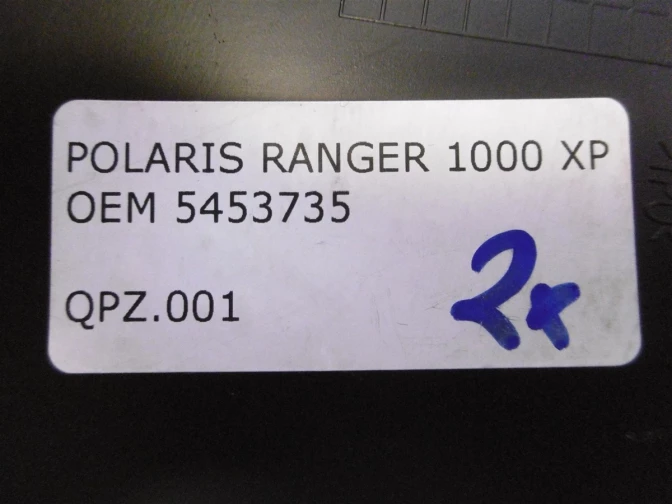 POLARIS RANGER 1000 XP
OEM 5453735
QPZ.001
2x